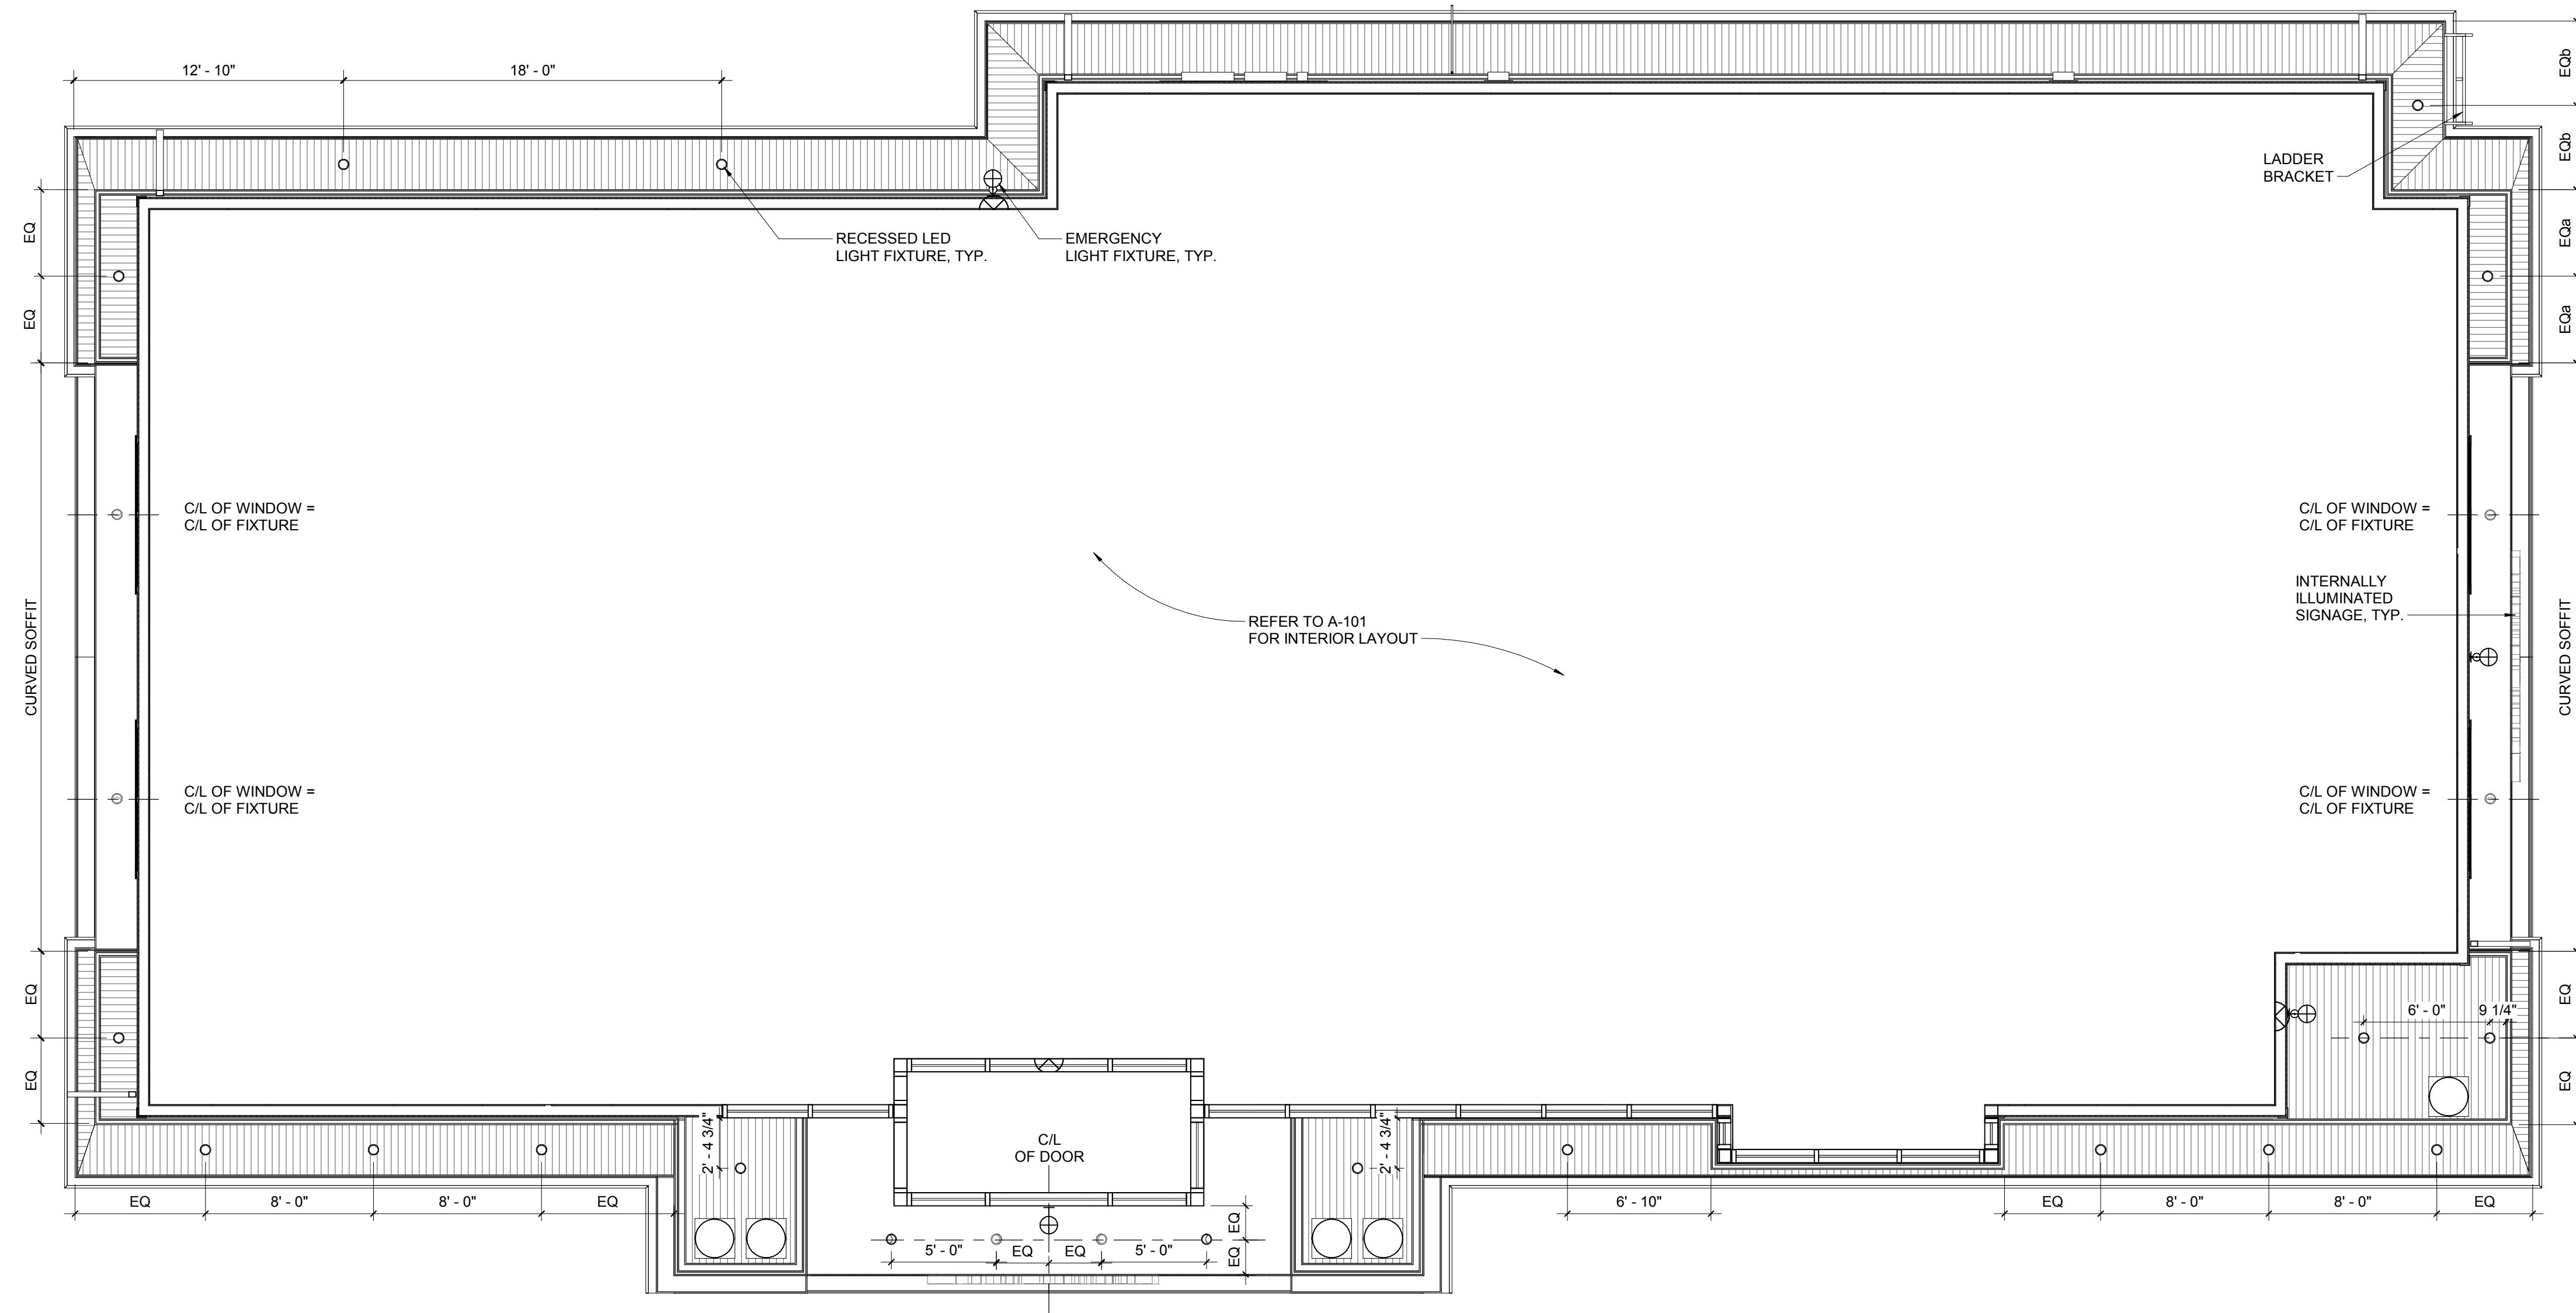 12' - 10"
18' - 0"
EQb
EQb
LADDER
BRACKET
EQ
EQa
RECESSED LED
LIGHT FIXTURE, TYP.
EMERGENCY
LIGHT FIXTURE, TYP.
EQ
EQa
C/L OF WINDOW =
C/L OF FIXTURE
C/L OF WINDOW =
C/L OF FIXTURE
INTERNALLY
ILLUMINATED
SIGNAGE, TYP.
REFER TO A-101
FOR INTERIOR LAYOUT
CURVED SOFFIT
CURVED SOFFIT
C/L OF WINDOW =
C/L OF FIXTURE
C/L OF WINDOW =
C/L OF FIXTURE
EQ
EQ
6' - 0"
9 1/4"
EQ
EQ
2' - 4 3/4"
C/L
OF DOOR
2' - 4 3/4"
EQ
8' - 0"
8' - 0"
EQ
6' - 10"
EQ
8' - 0"
8' - 0"
EQ
EQ
5' - 0"
EQ
EQ
5' - 0"
EQ